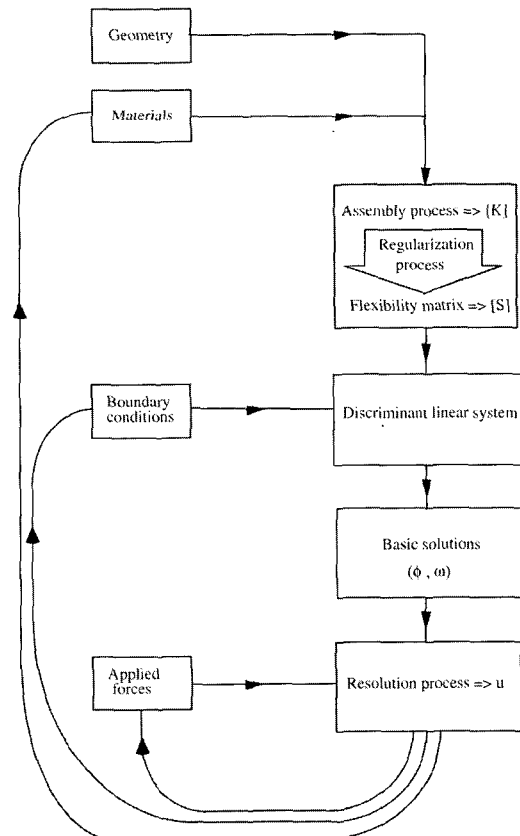 Geometry
Materials
Assembly process => [K]
Regularization
process
Flexibility matrix => [S]
Boundary
conditions
Discriminant linear system
Basic solutions
(ϕ , ω)
Applied
forces
Resolution process => u